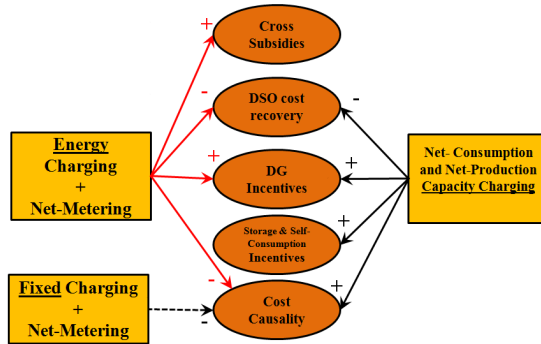 +
Cross
Subsidies
-
DSO cost
recovery
-
Energy
Charging
+
Net-Metering
+
DG
Incentives
+
Net- Consumption
and Net-Production
Capacity Charging
Storage & Self-
Consumption
Incentives
+
-
Cost
Causality
+
Fixed Charging
+
Net-Metering
-